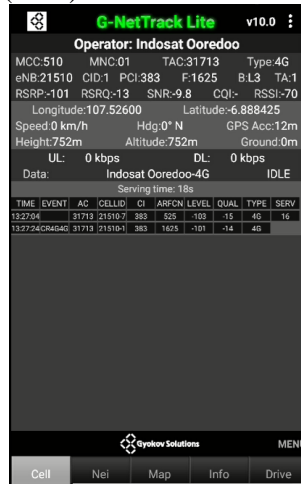 G-NetTrack Lite v10.0
Operator: Indosat Ooredoo
MCC:510 MNC:01 TAC:31713 Type:4G
eNB:21510 CID:1 PCI:383 F:1625 B:L3 TA:1
RSRP:-101 RSRQ:-13 SNR:-9.8 CQI:- RSSI:-70
Longitude:107.52600 Latitude:-6.888425
Speed:0 km/h Hdg:0° N GPS Acc:12m
Height:752m Altitude:752m Ground:0m
UL: 0 kbps DL: 0 kbps
Data: Indosat Ooredoo-4G IDLE
Serving time: 18s
TIME EVENT AC CELLID CI ARFCN LEVEL QUAL TYPE SERV
13:27:04 31713 21510-7 383 525 -103 -15 4G 16
13:27:24 CR4G4G 31713 21510-1 383 1625 -101 -14 4G
Gyokov Solutions MENU
Cell Nei Map Info Drive